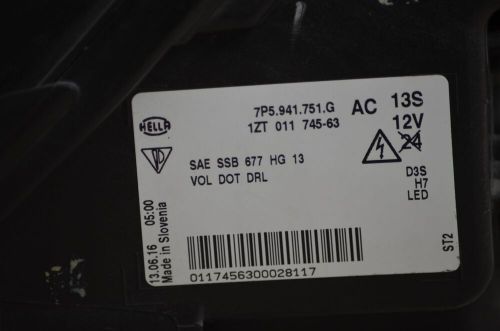 7P5.941.751.G
1ZT 011 745-63
AC 13S
12V
24
HELLA
SAE SSB 677 HG 13
VOL DOT DRL
D3S
H7
LED
13.06.16 05:00
Made in Slovenia
ST2
0117456300028117